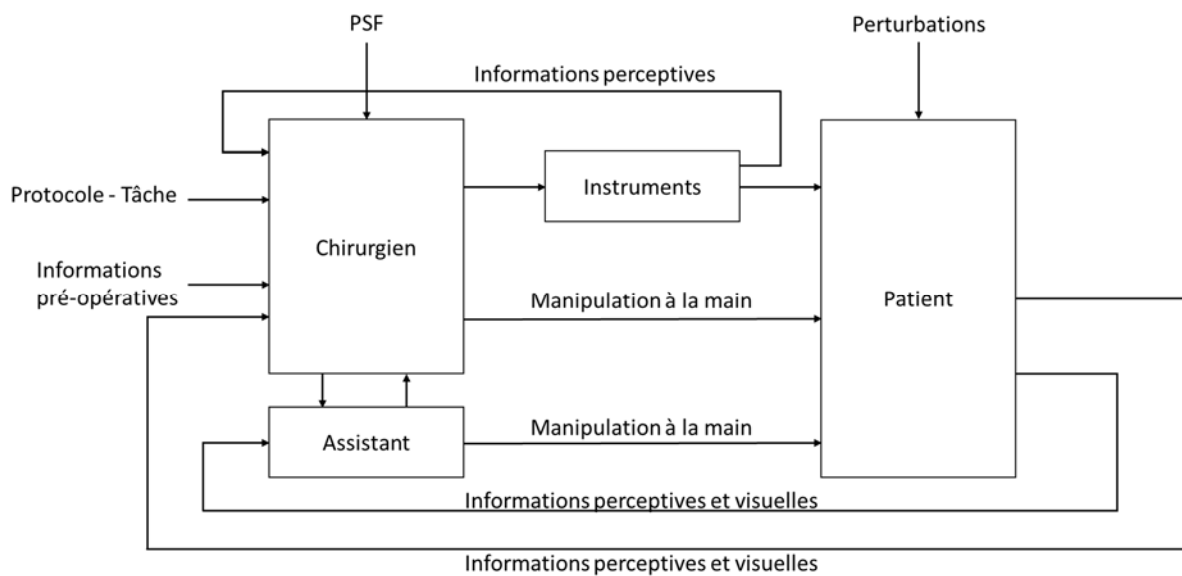 PSF
Perturbations
Informations perceptives
Protocole - Tâche
Instruments
Chirurgien
Informations
pré-opératives
Manipulation à la main
Patient
Assistant
Manipulation à la main
Informations perceptives et visuelles
Informations perceptives et visuelles